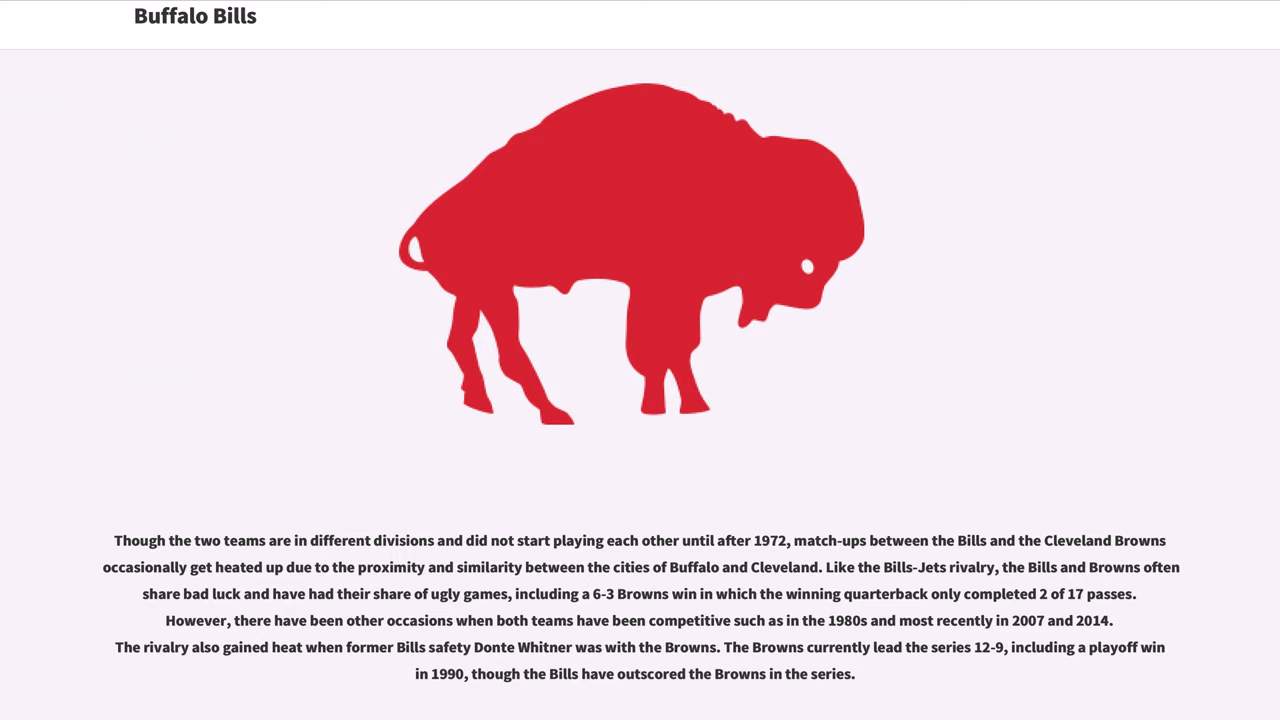 Buffalo Bills
Though the two teams are in different divisions and did not start playing each other until after 1972, match-ups between the Bills and the Cleveland Browns
occasionally get heated up due to the proximity and similarity between the cities of Buffalo and Cleveland. Like the Bills-Jets rivalry, the Bills and Browns often
share bad luck and have had their share of ugly games, including a 6-3 Browns win in which the winning quarterback only completed 2 of 17 passes.
However, there have been other occasions when both teams have been competitive such as in the 1980s and most recently in 2007 and 2014.
The rivalry also gained heat when former Bills safety Donte Whitner was with the Browns. The Browns currently lead the series 12-9, including a playoff win
in 1990, though the Bills have outscored the Browns in the series.